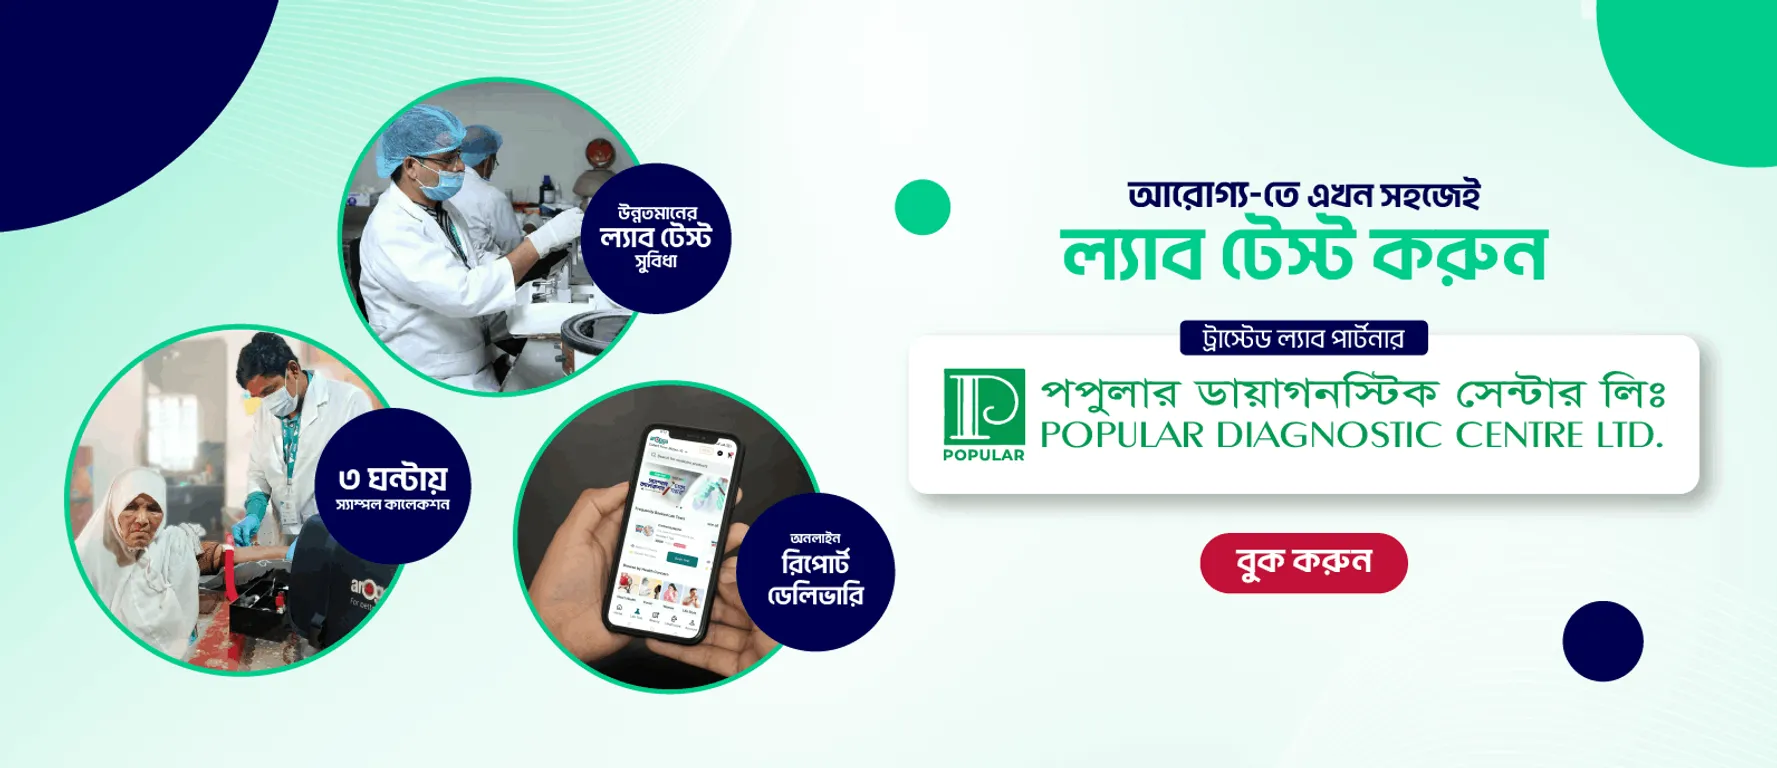 উন্নতমানের
ল্যাব টেস্ট
সুবিধা
৩ ঘন্টায়
স্যাম্পল কালেকশন
অনলাইন
রিপোর্ট
ডেলিভারি
আরোগ্য-তে এখন সহজেই
ল্যাব টেস্ট করুন
ট্রাস্টেড ল্যাব পার্টনার
পপুলার ডায়াগনস্টিক সেন্টার লিঃ
POPULAR DIAGNOSTIC CENTRE LTD.
POPULAR
বুক করুন